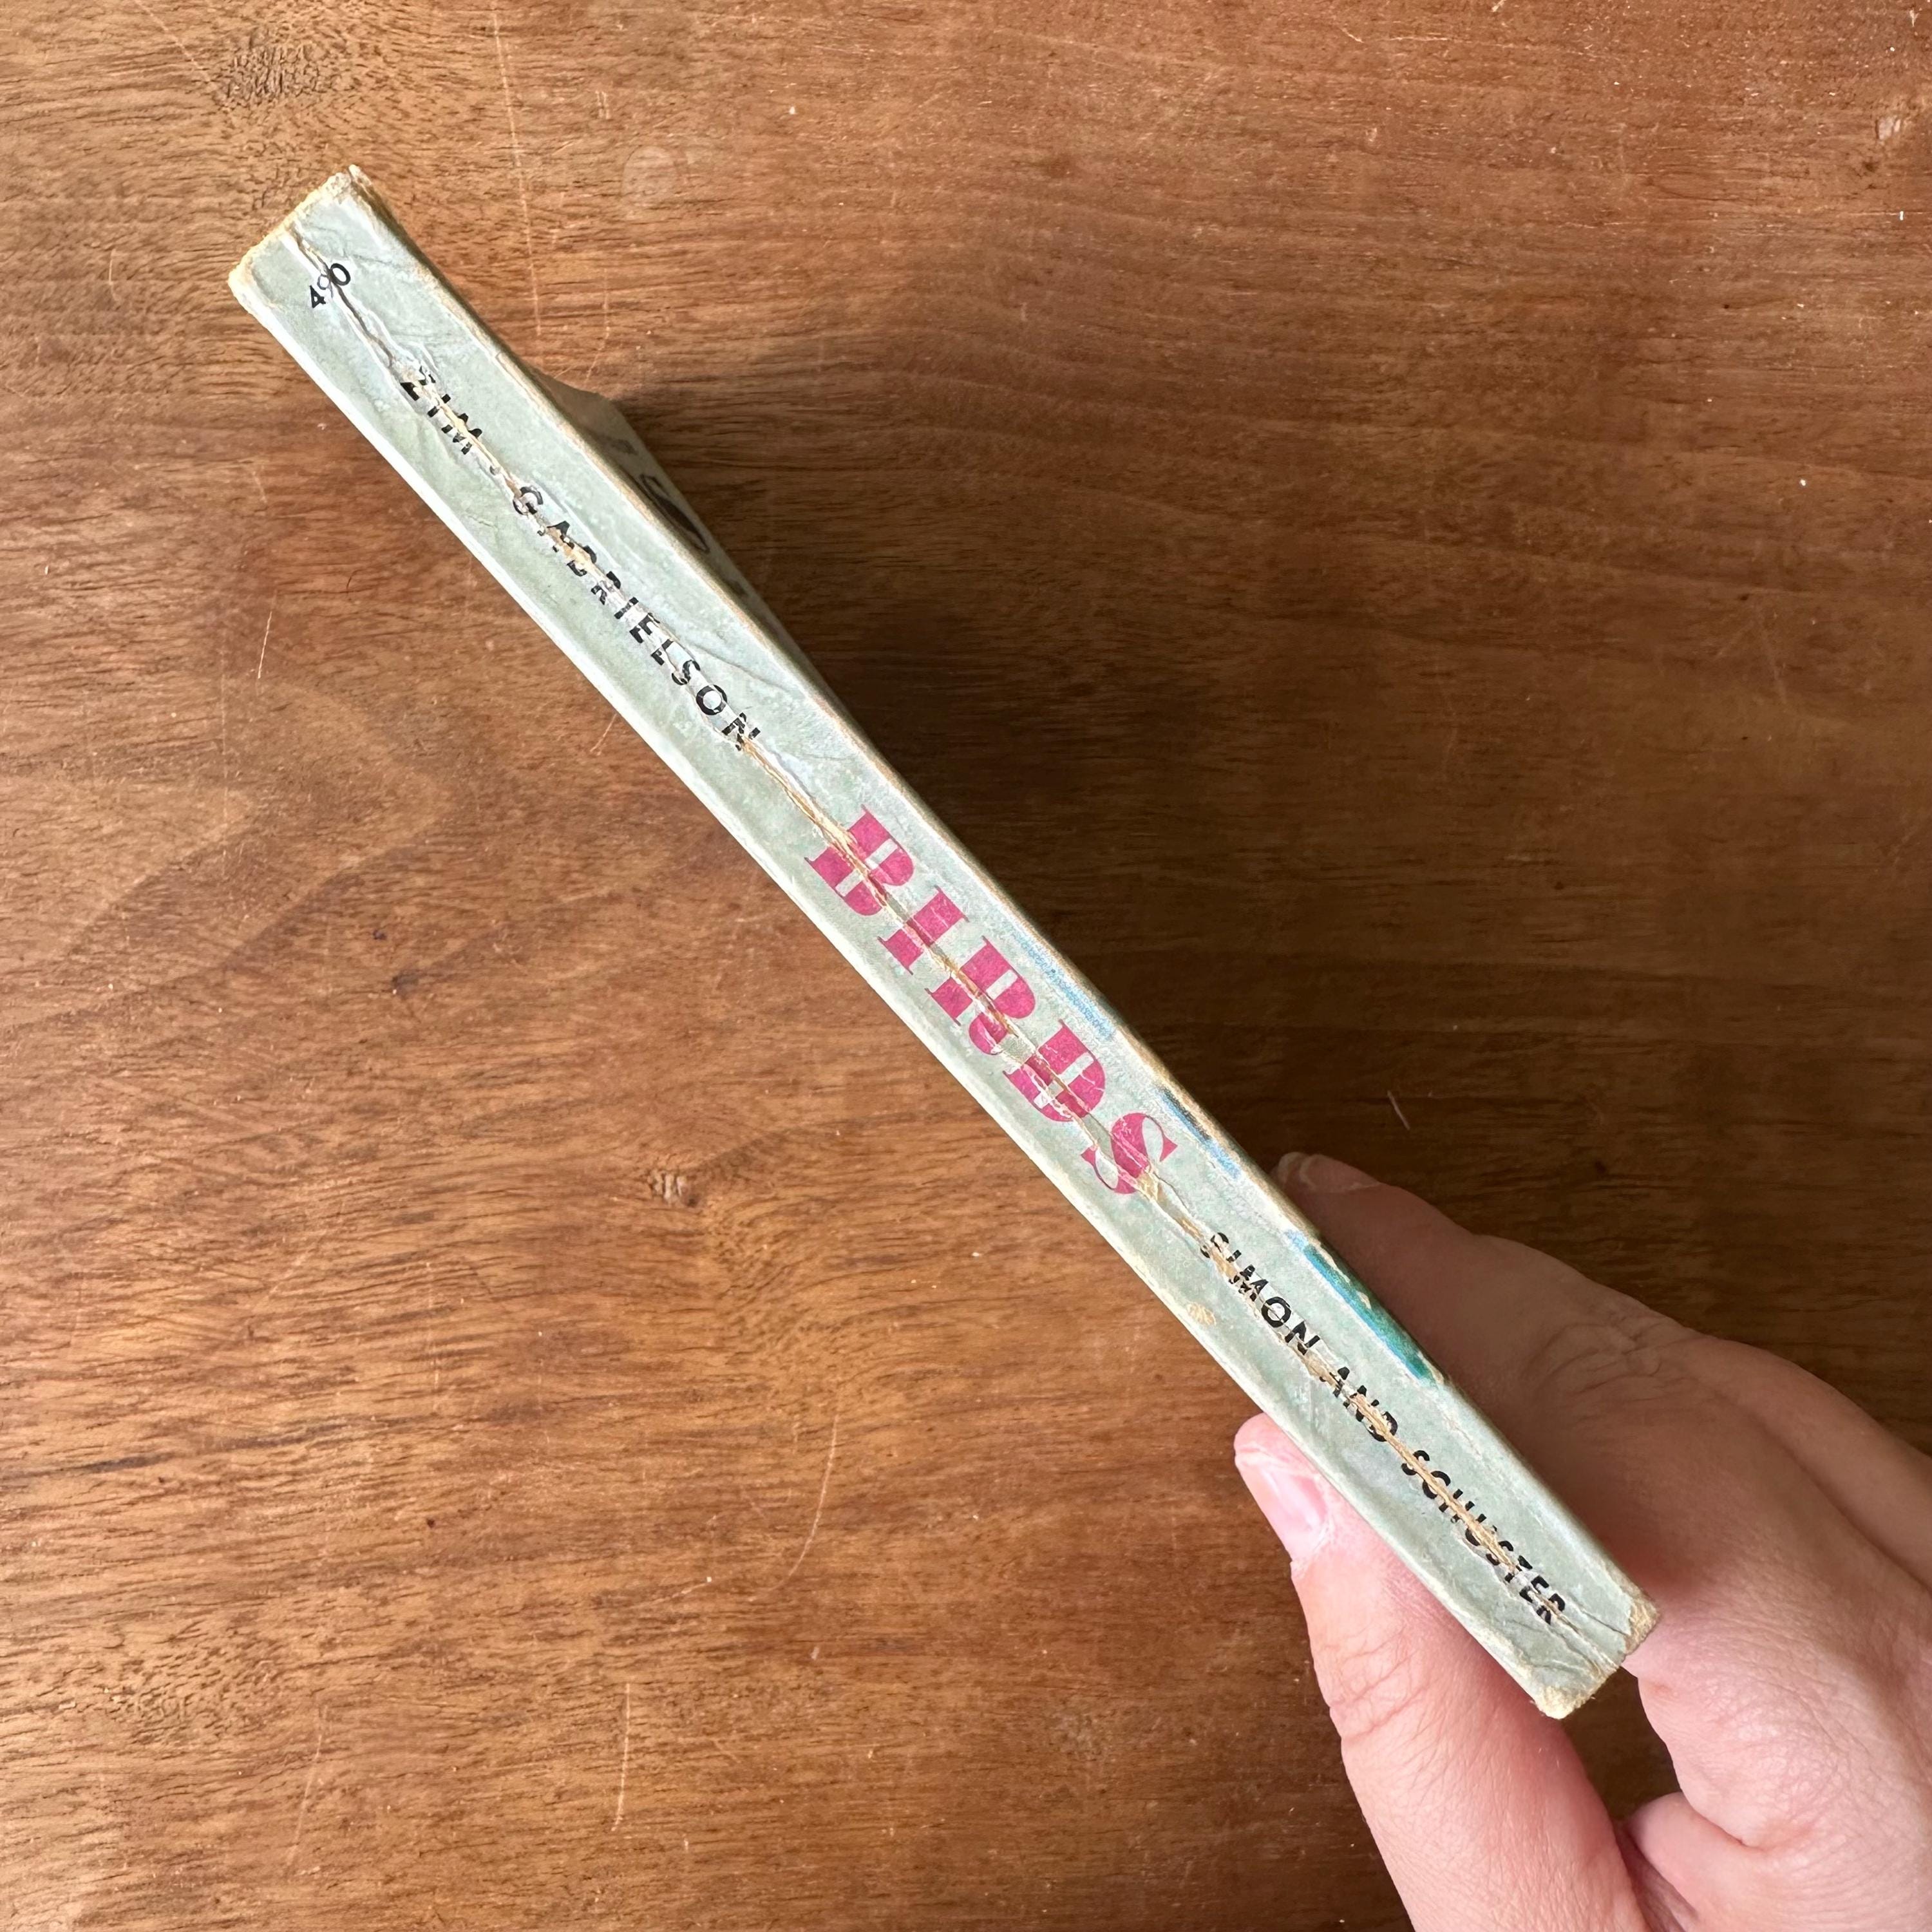 490
ZIM · GABRIELSON
BIRDS
SIMON AND SCHUSTER